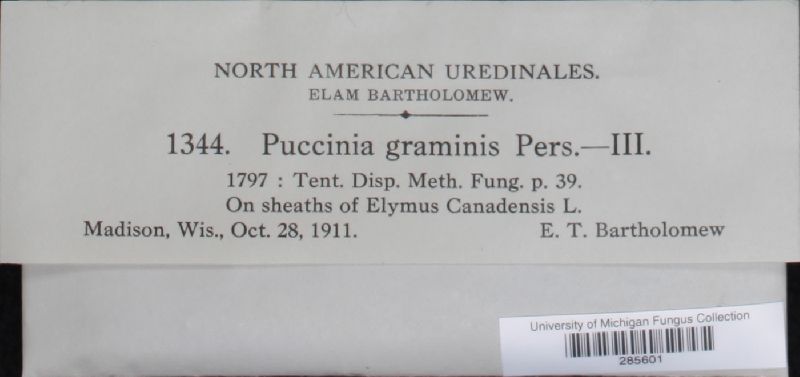 NORTH AMERICAN UREDINALES.
ELAM BARTHOLOMEW.
1344. Puccinia graminis Pers.—III.
1797 : Tent. Disp. Meth. Fung. p. 39.
On sheaths of Elymus Canadensis L.
Madison, Wis., Oct. 28, 1911. E. T. Bartholomew
University of Michigan Fungus Collection
285601